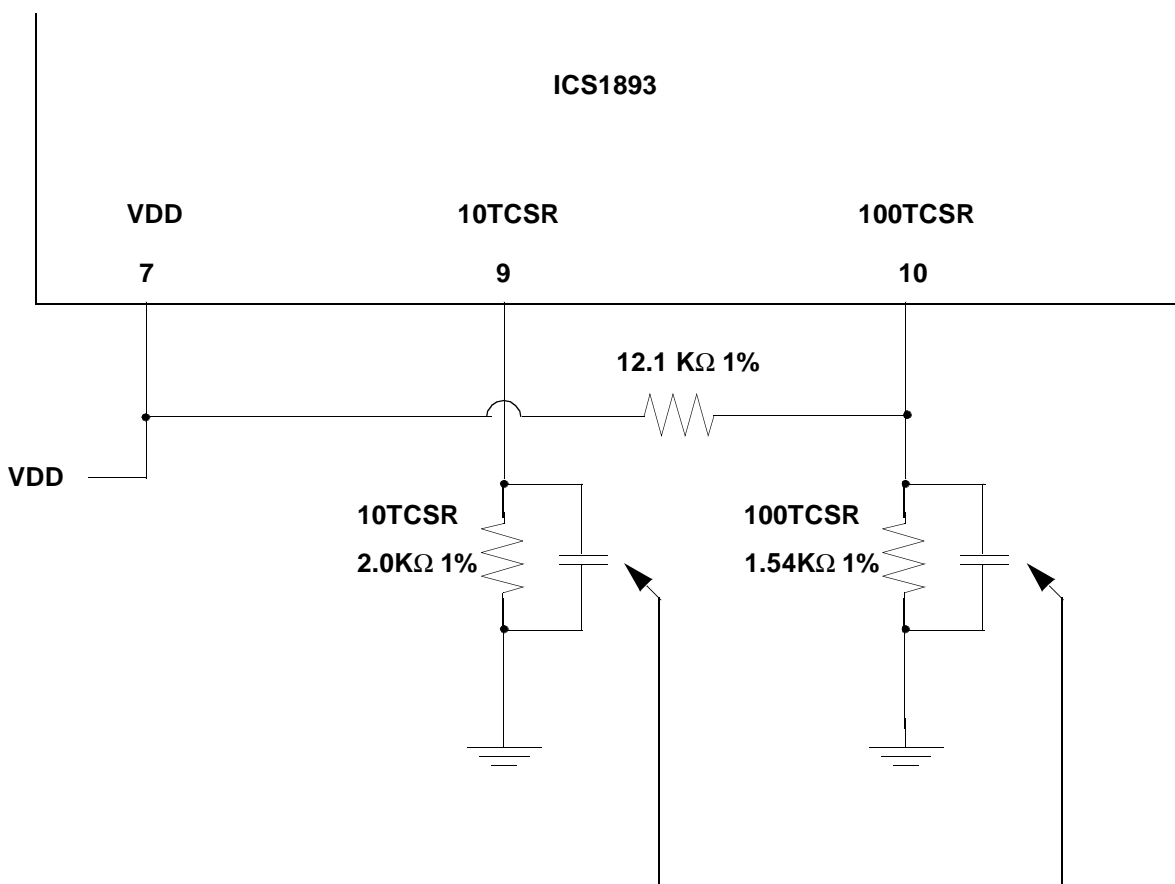 ICS1893
VDD
10TCSR
100TCSR
7
9
10
12.1 KΩ 1%
VDD
10TCSR
2.0KΩ 1%
100TCSR
1.54KΩ 1%